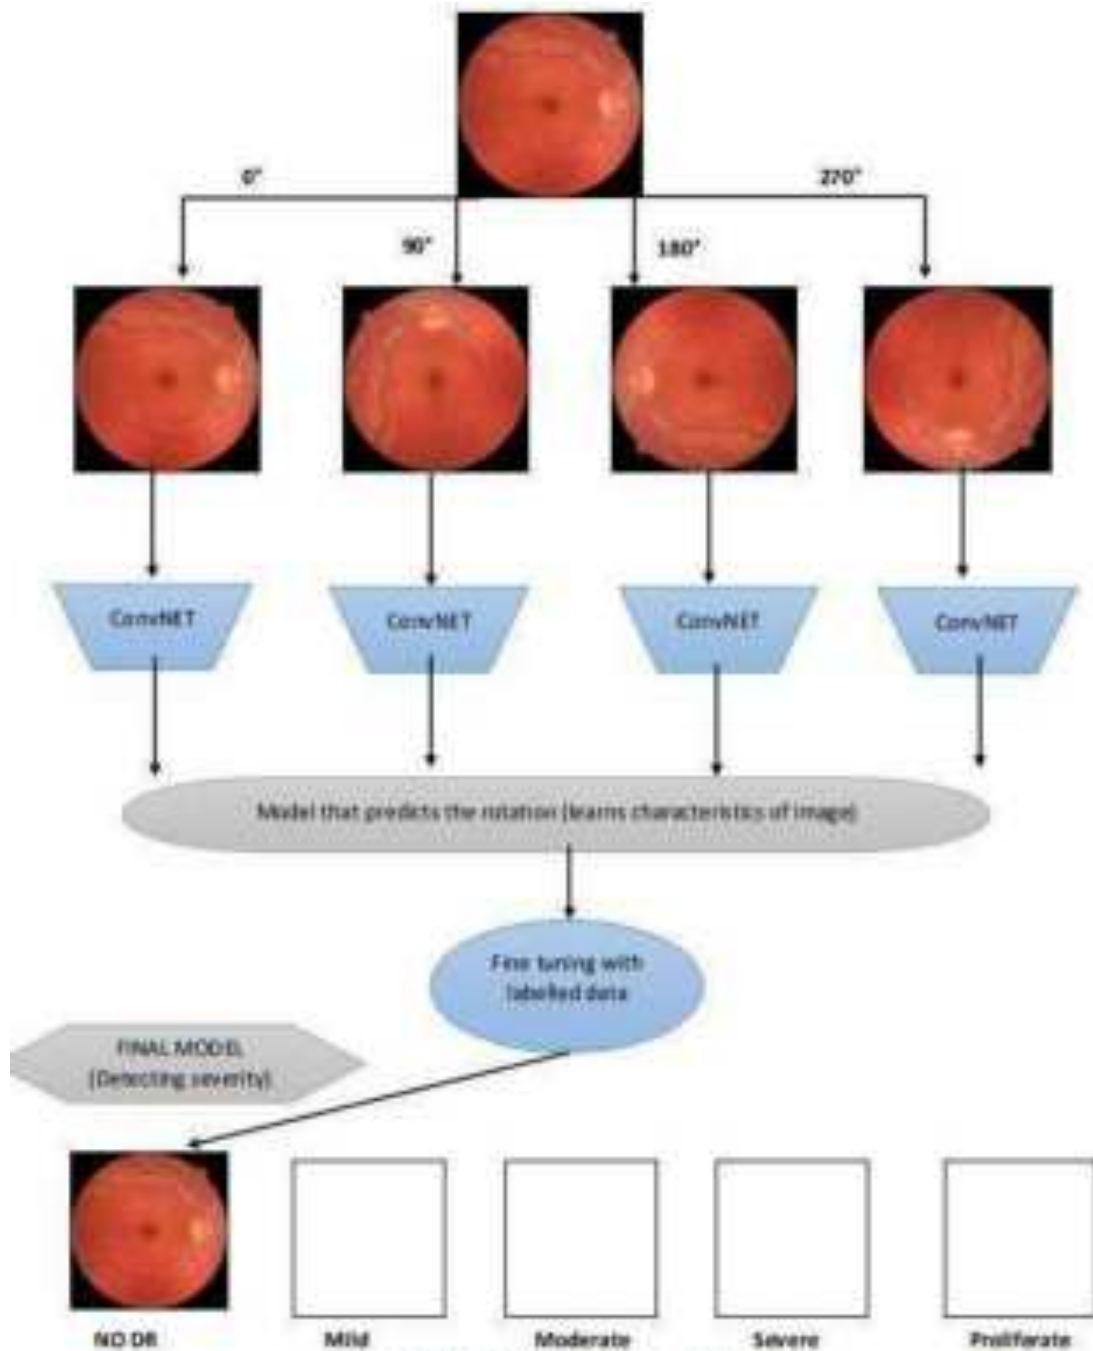 0°
270°
90°
180°
ConvNET
ConvNET
ConvNET
ConvNET
Model that predicts the rotation (learns characteristics of image)
Fine tuning with
labelled data
FINAL MODEL
(Detecting severity)
NO DR
Mild
Moderate
Severe
Proliferate